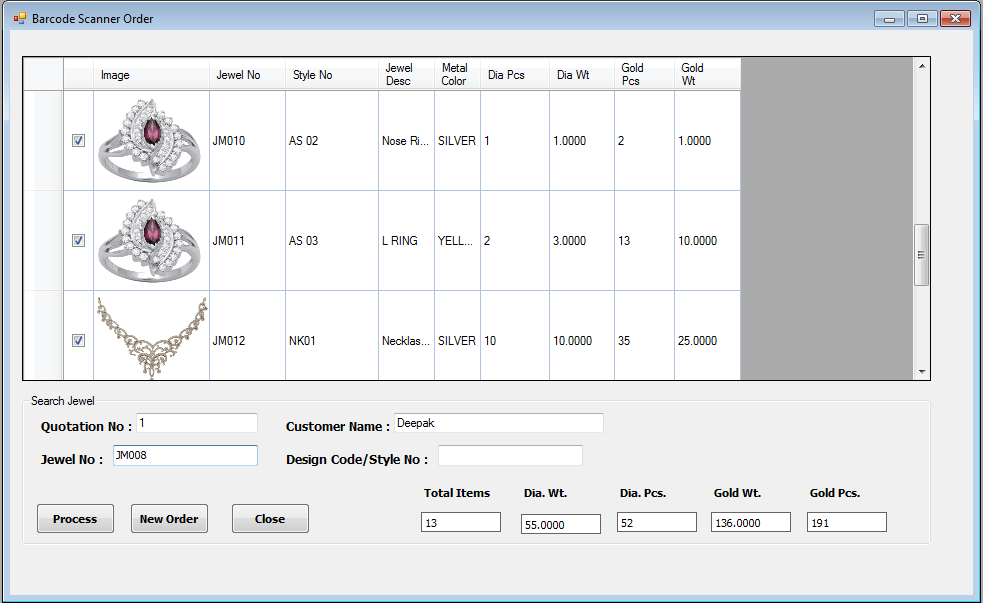 Barcode Scanner Order
Image Jewel No Style No Jewel Desc Metal Color Dia Pcs Dia Wt Gold Pcs Gold Wt
JM010 AS 02 Nose Ri... SILVER 1 1.0000 2 1.0000
JM011 AS 03 L RING YELL... 2 3.0000 13 10.0000
JM012 NK01 Necklas... SILVER 10 10.0000 35 25.0000
Search Jewel
Quotation No : 1 Customer Name : Deepak
Jewel No : JM008 Design Code/Style No :
Total Items Dia. Wt. Dia. Pcs. Gold Wt. Gold Pcs.
Process New Order Close 13 55.0000 52 136.0000 191